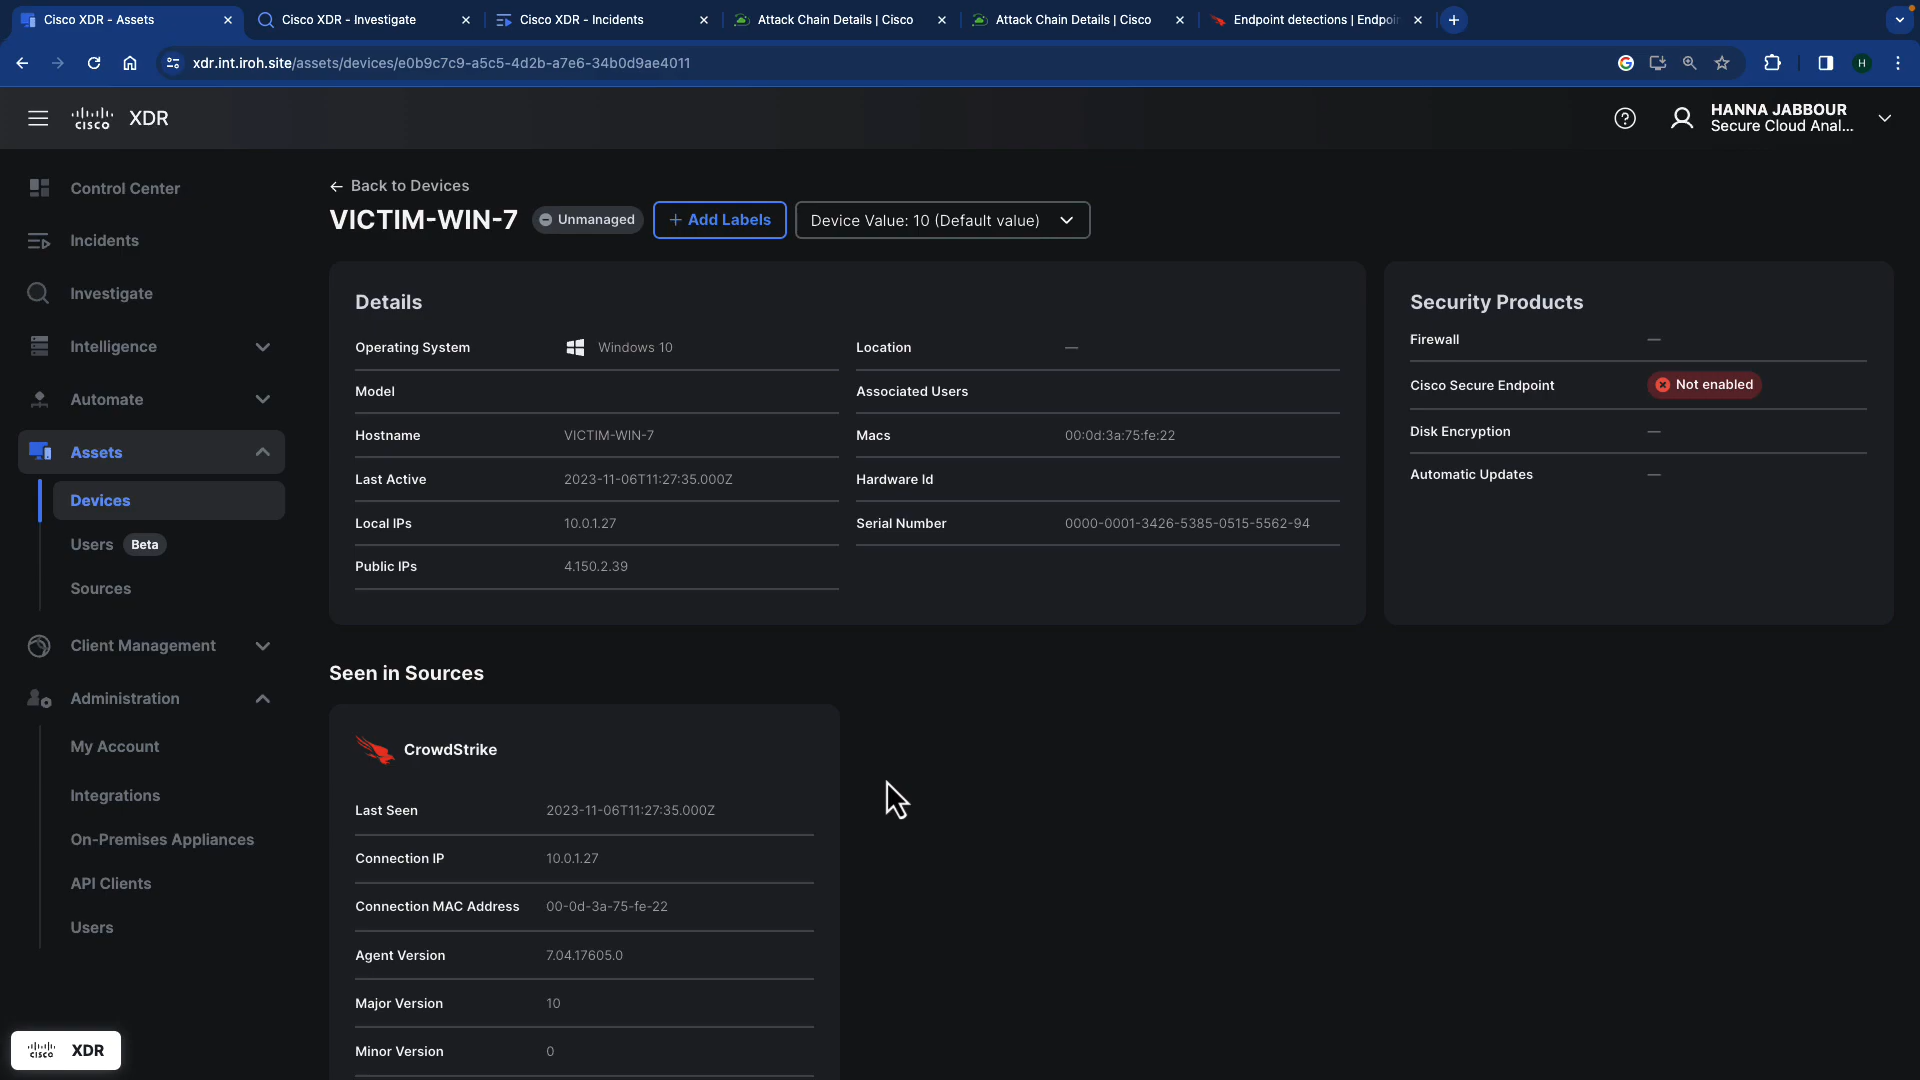 Cisco XDR - Assets
Cisco XDR - Investigate
Cisco XDR - Incidents
Attack Chain Details | Cisco
Attack Chain Details | Cisco
Endpoint detections | Endpoi
xdr.int.iroh.site/assets/devices/e0b9c7c9-a5c5-4d2b-a7e6-34b0d9ae4011
H
CISCO XDR
HANNA JABBOUR
Secure Cloud Anal...
Control Center
Incidents
Investigate
Intelligence
Automate
Assets
Devices
Users Beta
Sources
Client Management
Administration
My Account
Integrations
On-Premises Appliances
API Clients
Users
CISCO XDR
Back to Devices
VICTIM-WIN-7 Unmanaged + Add Labels Device Value: 10 (Default value)
Details
Operating System Windows 10
Model
Hostname VICTIM-WIN-7
Last Active 2023-11-06T11:27:35.000Z
Local IPs 10.0.1.27
Public IPs 4.150.2.39
Location —
Associated Users
Macs 00:0d:3a:75:fe:22
Hardware Id
Serial Number 0000-0001-3426-5385-0515-5562-94
Security Products
Firewall —
Cisco Secure Endpoint Not enabled
Disk Encryption —
Automatic Updates —
Seen in Sources
CrowdStrike
Last Seen 2023-11-06T11:27:35.000Z
Connection IP 10.0.1.27
Connection MAC Address 00-0d-3a-75-fe-22
Agent Version 7.04.17605.0
Major Version 10
Minor Version 0